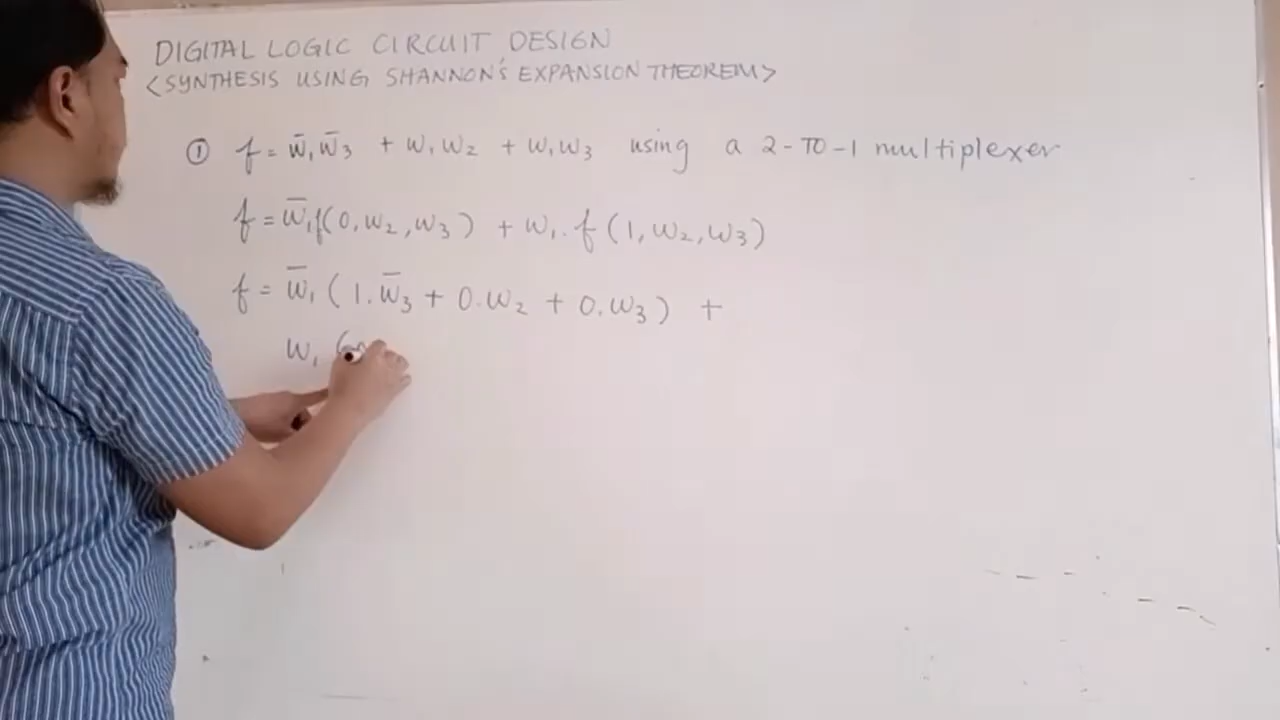 DIGITAL LOGIC CIRCUIT DESIGN
<SYNTHESIS USING SHANNON'S EXPANSION THEOREM>
① f = w̄₁w̄₃ + w₁w₂ + w₁w₃ using a 2-TO-1 multiplexer
f = w̄₁f(0,w₂,w₃) + w₁.f(1,w₂,w₃)
f = w̄₁(1.w̄₃ + 0.w₂ + 0.w₃) +
w₁(